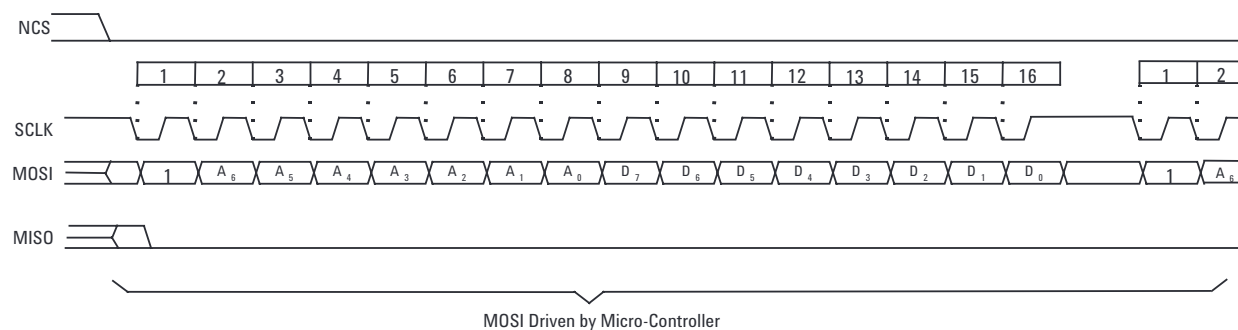 NCS
1 2 3 4 5 6 7 8 9 10 11 12 13 14 15 16 1 2
SCLK
MOSI 1 A6 A5 A4 A3 A2 A1 A0 D7 D6 D5 D4 D3 D2 D1 D0 1 A6
MISO
MOSI Driven by Micro-Controller